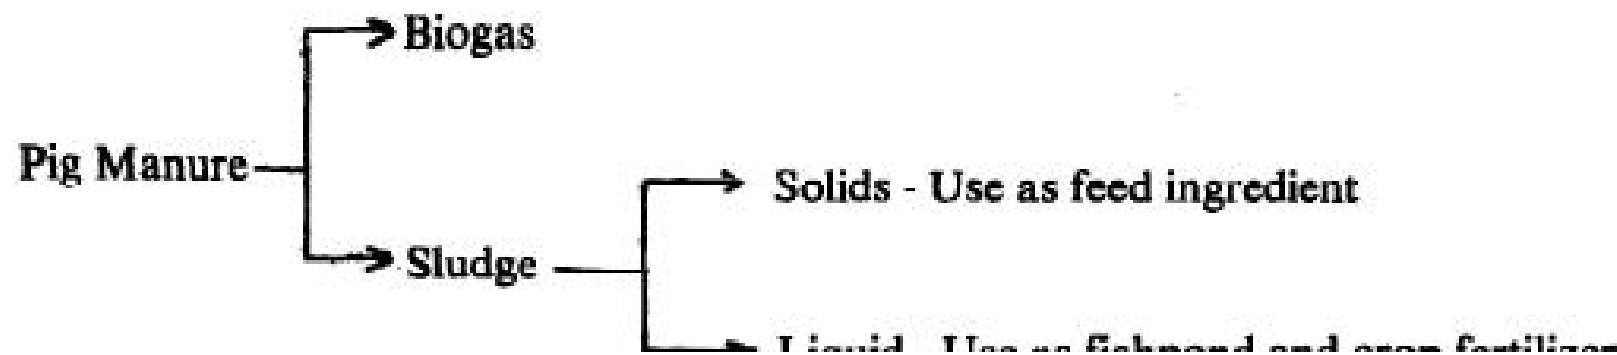 Biogas
Pig Manure
Solids - Use as feed ingredient
Sludge
Liquid - Use as fishpond and crop fertilizer